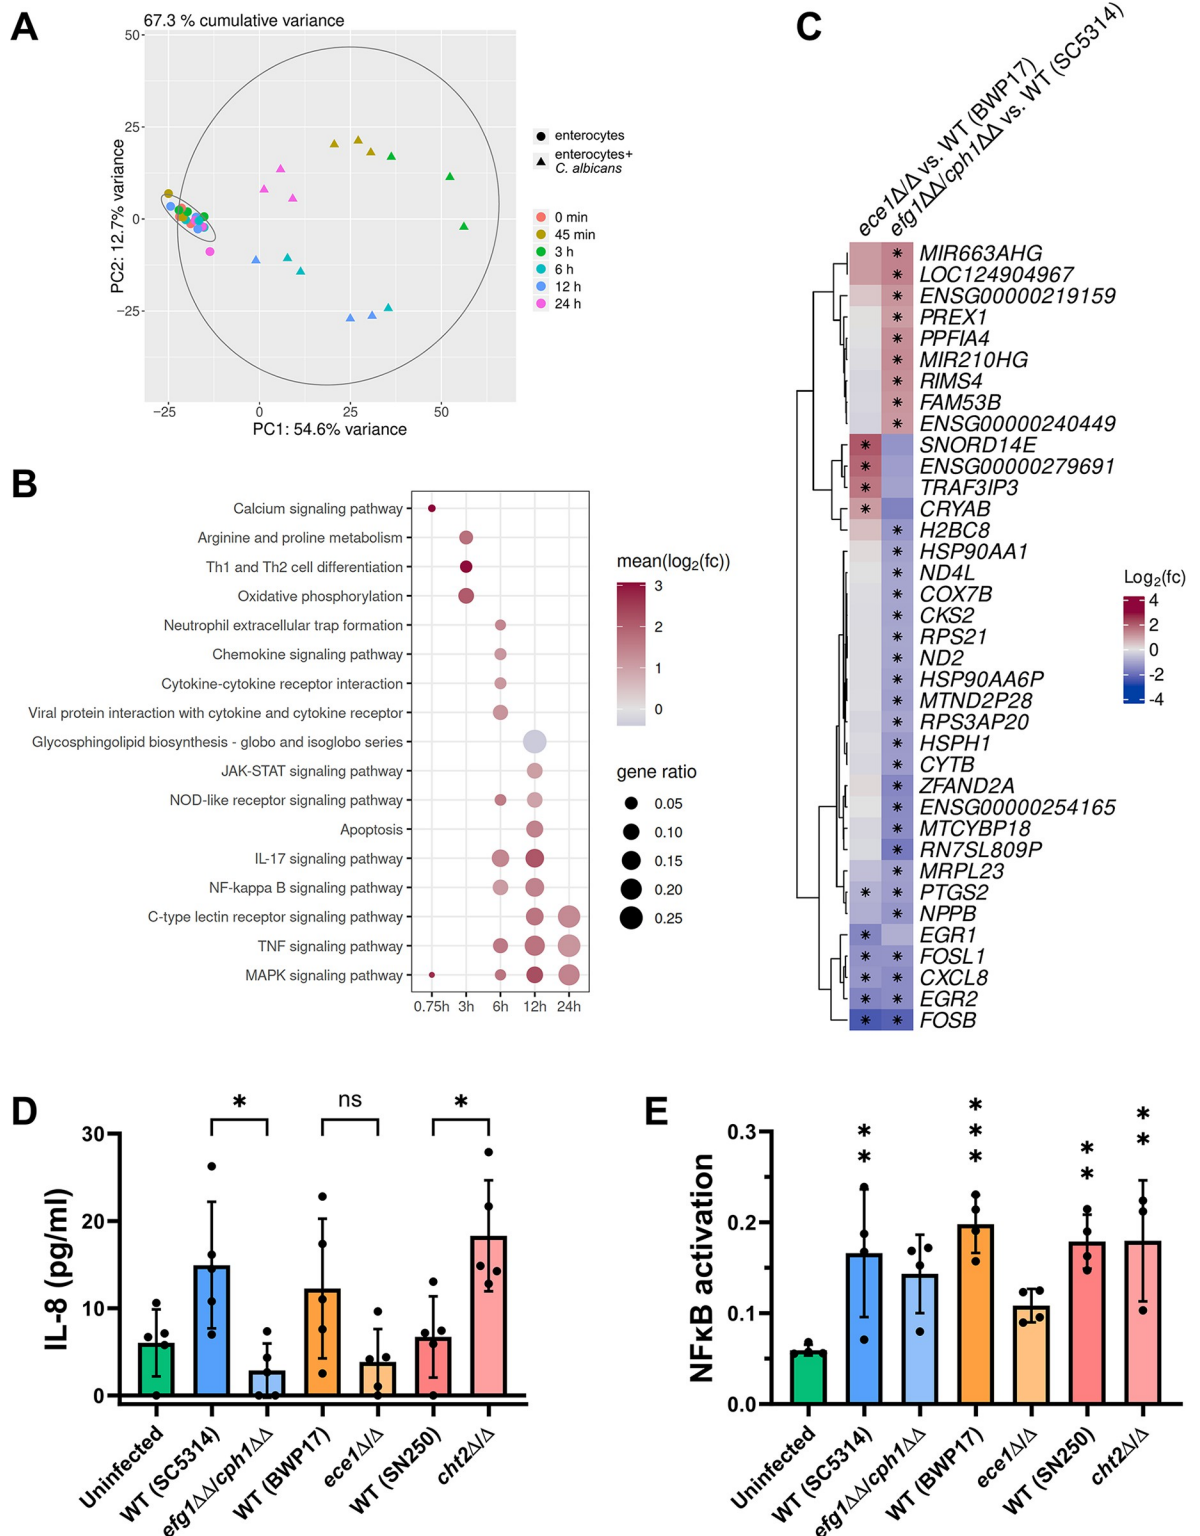 A
67.3 % cumulative variance
50
25
0
−25
PC2: 12.7% variance
−25
0
25
50
PC1: 54.6% variance
enterocytes
enterocytes+
C. albicans
0 min
45 min
3 h
6 h
12 h
24 h
B
Calcium signaling pathway
Arginine and proline metabolism
Th1 and Th2 cell differentiation
Oxidative phosphorylation
Neutrophil extracellular trap formation
Chemokine signaling pathway
Cytokine-cytokine receptor interaction
Viral protein interaction with cytokine and cytokine receptor
Glycosphingolipid biosynthesis - globo and isoglobo series
JAK-STAT signaling pathway
NOD-like receptor signaling pathway
Apoptosis
IL-17 signaling pathway
NF-kappa B signaling pathway
C-type lectin receptor signaling pathway
TNF signaling pathway
MAPK signaling pathway
0.75h
3h
6h
12h
24h
mean(log₂(fc))
3
2
1
0
gene ratio
0.05
0.10
0.15
0.20
0.25
C
ece1Δ/Δ vs. WT (BWP17)
efg1ΔΔ/cph1ΔΔ vs. WT (SC5314)
MIR663AHG
LOC124904967
ENSG00000219159
PREX1
PPFIA4
MIR210HG
RIMS4
FAM53B
ENSG00000240449
SNORD14E
ENSG00000279691
TRAF3IP3
CRYAB
H2BC8
HSP90AA1
ND4L
COX7B
CKS2
RPS21
ND2
HSP90AA6P
MTND2P28
RPS3AP20
HSPH1
CYTB
ZFAND2A
ENSG00000254165
MTCYBP18
RN7SL809P
MRPL23
PTGS2
NPPB
EGR1
FOSL1
CXCL8
EGR2
FOSB
Log₂(fc)
4
2
0
-2
-4
D
*
ns
*
30
20
10
0
IL-8 (pg/ml)
Uninfected
WT (SC5314)
efg1ΔΔ/cph1ΔΔ
WT (BWP17)
ece1Δ/Δ
WT (SN250)
cht2Δ/Δ
E
0.3
0.2
0.1
0.0
NFκB activation
**
***
**
**
Uninfected
WT (SC5314)
efg1ΔΔ/cph1ΔΔ
WT (BWP17)
ece1Δ/Δ
WT (SN250)
cht2Δ/Δ